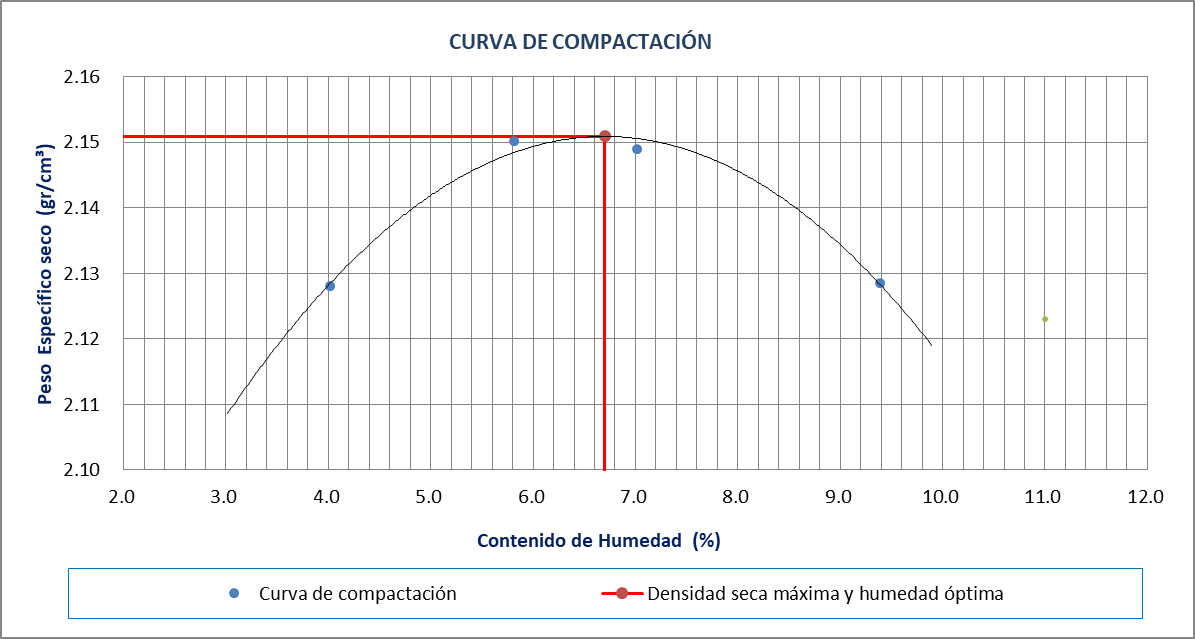 CURVA DE COMPACTACIÓN
2.16
2.15
2.14
2.13
2.12
2.11
2.10
Peso Específico seco (gr/cm³)
2.0 3.0 4.0 5.0 6.0 7.0 8.0 9.0 10.0 11.0 12.0
Contenido de Humedad (%)
Curva de compactación Densidad seca máxima y humedad óptima